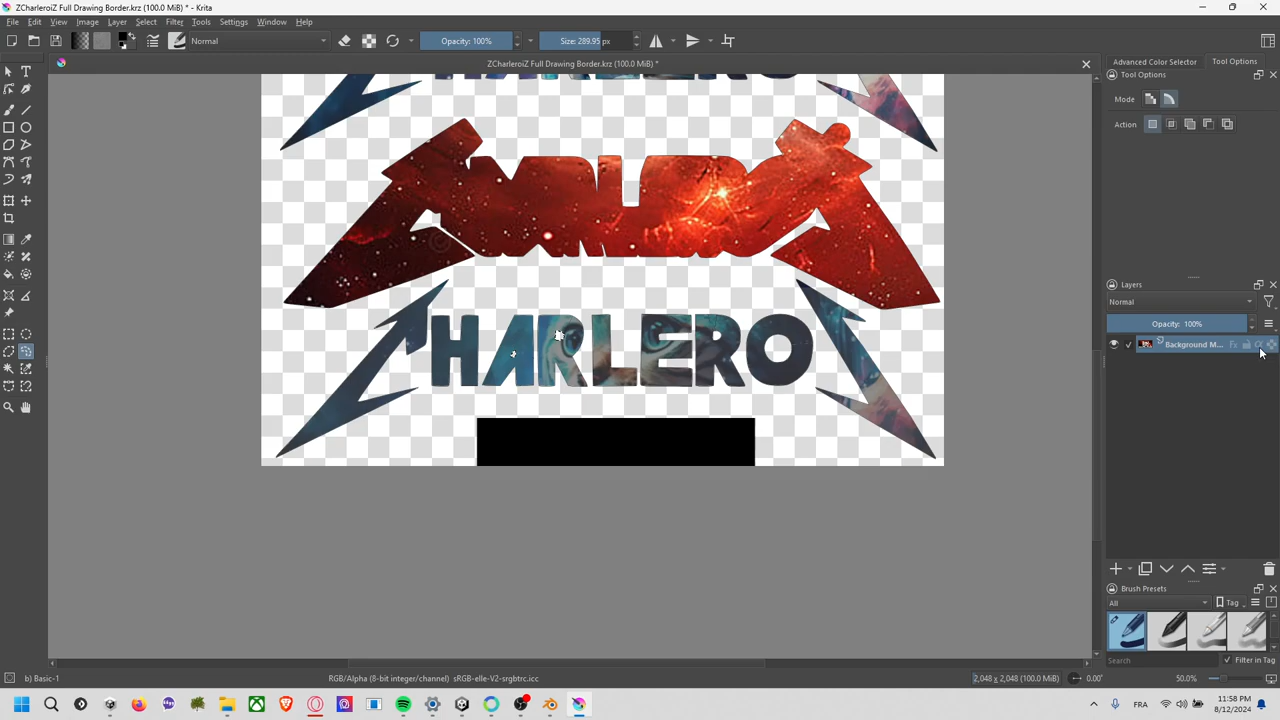 ZCharleroiZ Full Drawing Border.krz (100.0 MiB) * - Krita
File Edit View Image Layer Select Filter Tools Settings Window Help
Normal Opacity: 100% Size: 289.95 px
ZCharleroiZ Full Drawing Border.krz (100.0 MiB) *
Advanced Color Selector Tool Options
Tool Options
Mode
Action
Layers
Normal
Opacity: 100%
Background M...
HARLERO
Brush Presets
All Tag
Search Filter in Tag
b) Basic-1 RGB/Alpha (8-bit integer/channel) sRGB-elle-V2-srgbtrc.icc 2,048 x 2,048 (100.0 MiB) 0.00° 50.0%
FRA 11:58 PM
8/12/2024